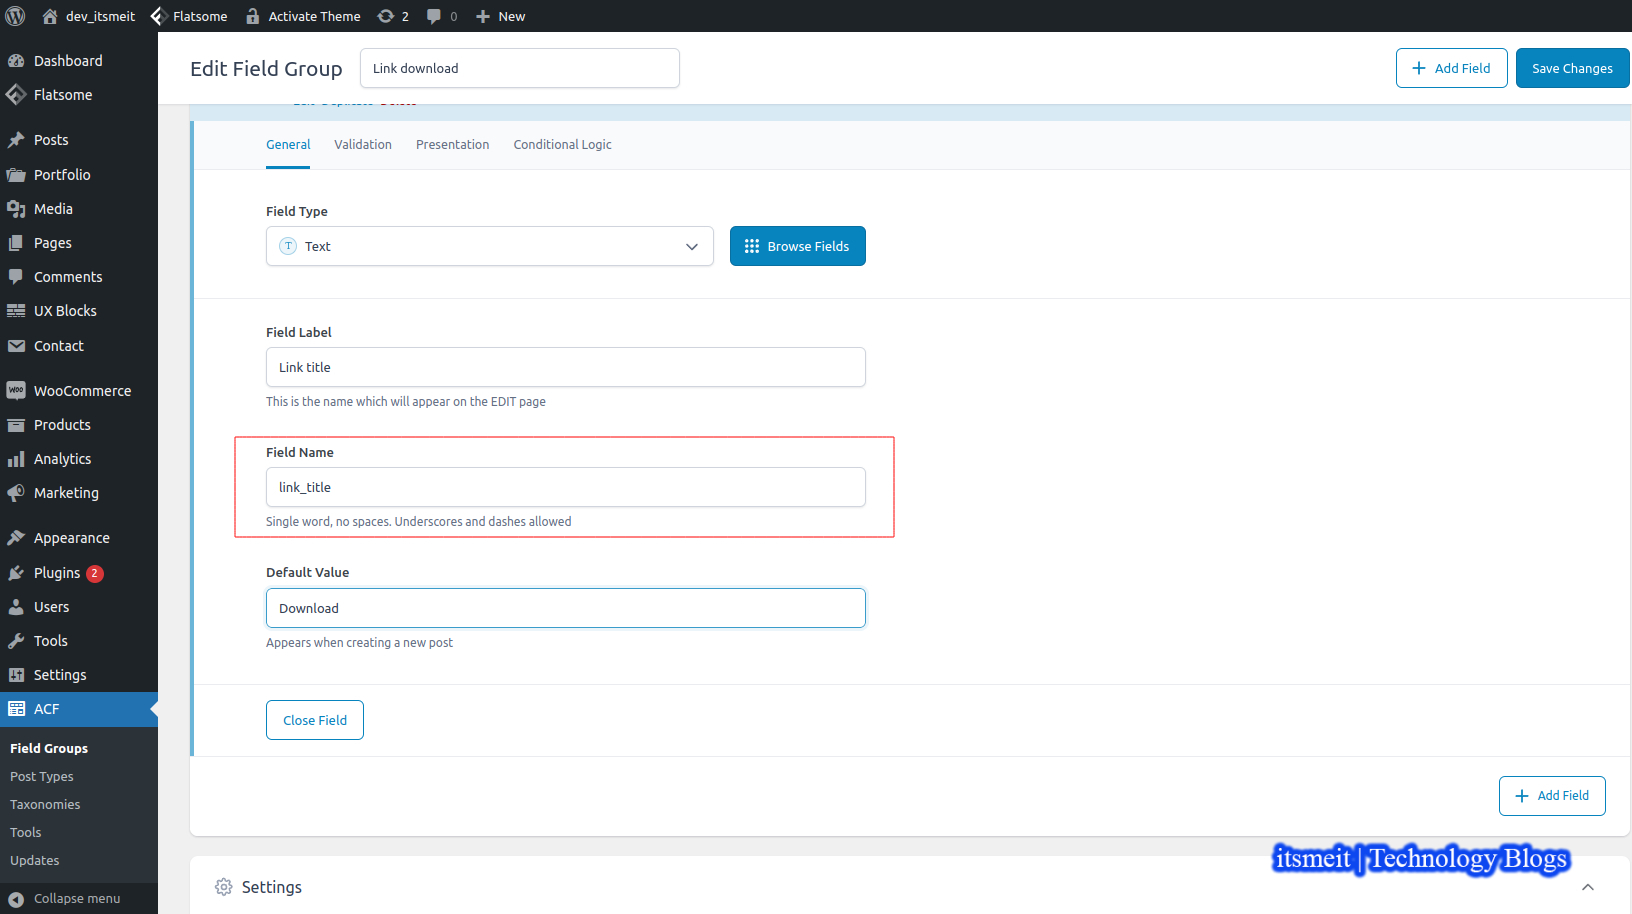 dev_itsmeit Flatsome Activate Theme 2 0 New
Dashboard
Flatsome
Posts
Portfolio
Media
Pages
Comments
UX Blocks
Contact
WooCommerce
Products
Analytics
Marketing
Appearance
Plugins 2
Users
Tools
Settings
ACF
Field Groups
Post Types
Taxonomies
Tools
Updates
Collapse menu
Edit Field Group Link download Add Field Save Changes
General Validation Presentation Conditional Logic
Field Type
T Text Browse Fields
Field Label
Link title
This is the name which will appear on the EDIT page
Field Name
link_title
Single word, no spaces. Underscores and dashes allowed
Default Value
Download
Appears when creating a new post
Close Field
Add Field
itsmeit | Technology Blogs
Settings